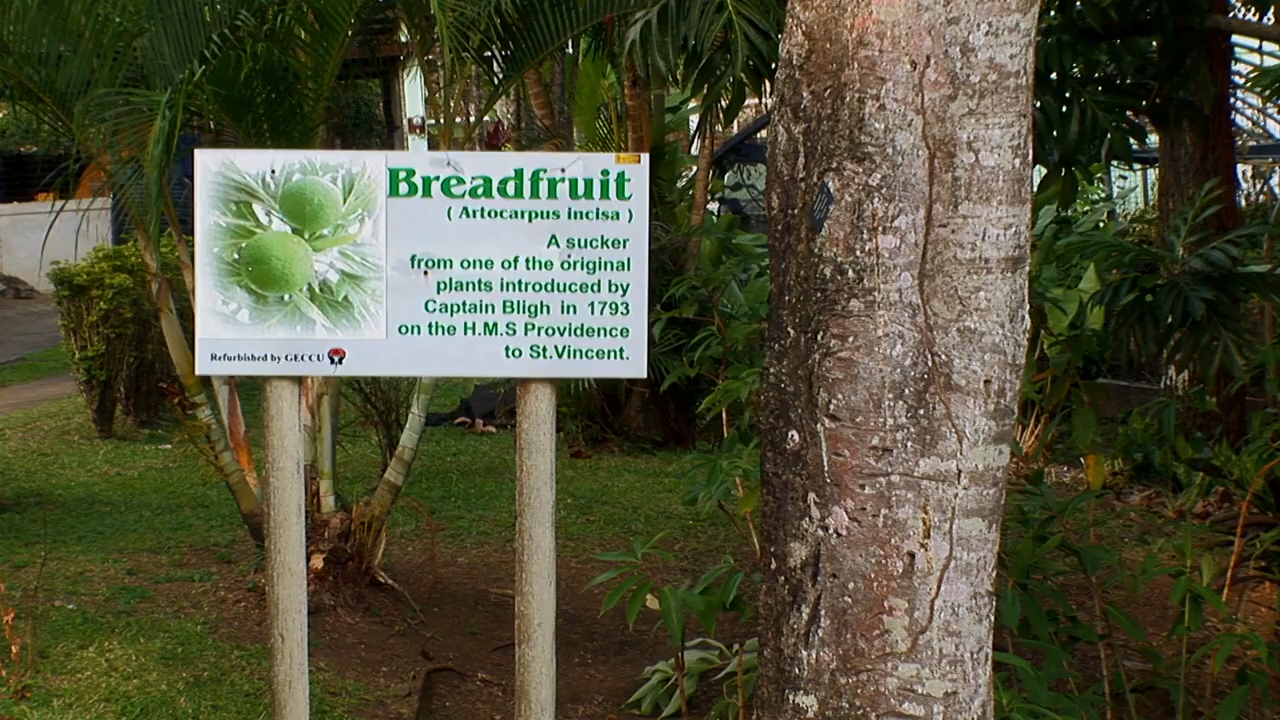 Breadfruit
( Artocarpus incisa )
A sucker
from one of the original
plants introduced by
Captain Bligh in 1793
on the H.M.S Providence
to St.Vincent.
Refurbished by GECCU